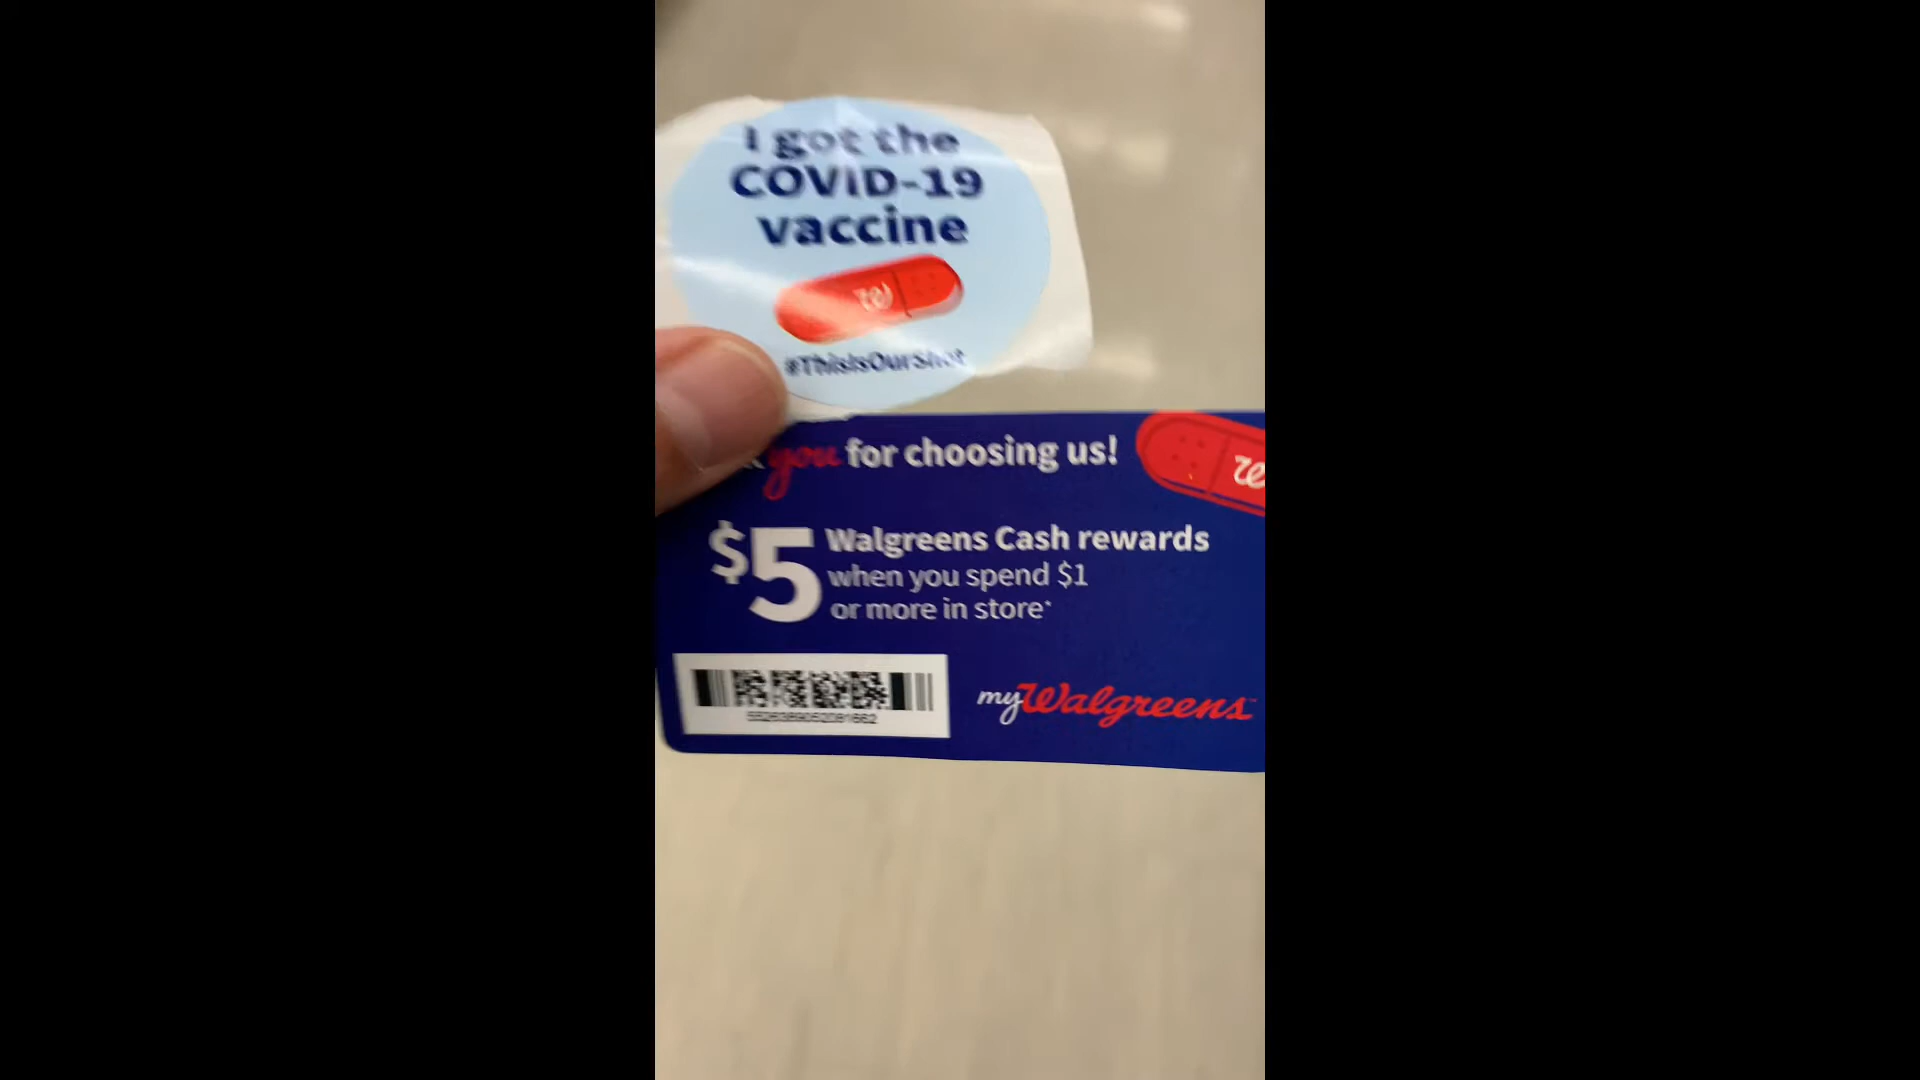 I got the
COVID-19
vaccine
#ThisIsOurShot
you for choosing us!
$5 Walgreens Cash rewards
when you spend $1
or more in store*
myWalgreens